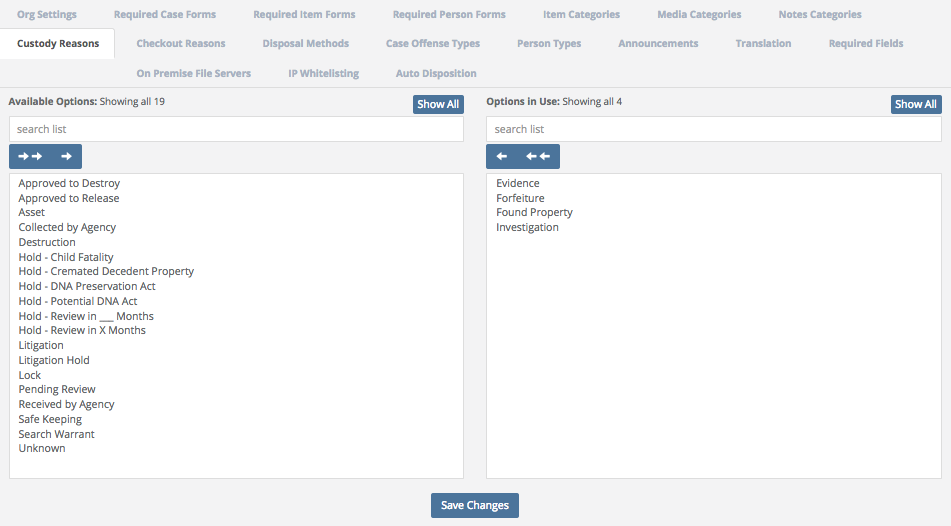 Org Settings Required Case Forms Required Item Forms Required Person Forms Item Categories Media Categories Notes Categories
Custody Reasons Checkout Reasons Disposal Methods Case Offense Types Person Types Announcements Translation Required Fields
On Premise File Servers IP Whitelisting Auto Disposition
Available Options: Showing all 19 Show All
search list
Approved to Destroy
Approved to Release
Asset
Collected by Agency
Destruction
Hold - Child Fatality
Hold - Cremated Decedent Property
Hold - DNA Preservation Act
Hold - Potential DNA Act
Hold - Review in ___ Months
Hold - Review in X Months
Litigation
Litigation Hold
Lock
Pending Review
Received by Agency
Safe Keeping
Search Warrant
Unknown
Options in Use: Showing all 4 Show All
search list
Evidence
Forfeiture
Found Property
Investigation
Save Changes